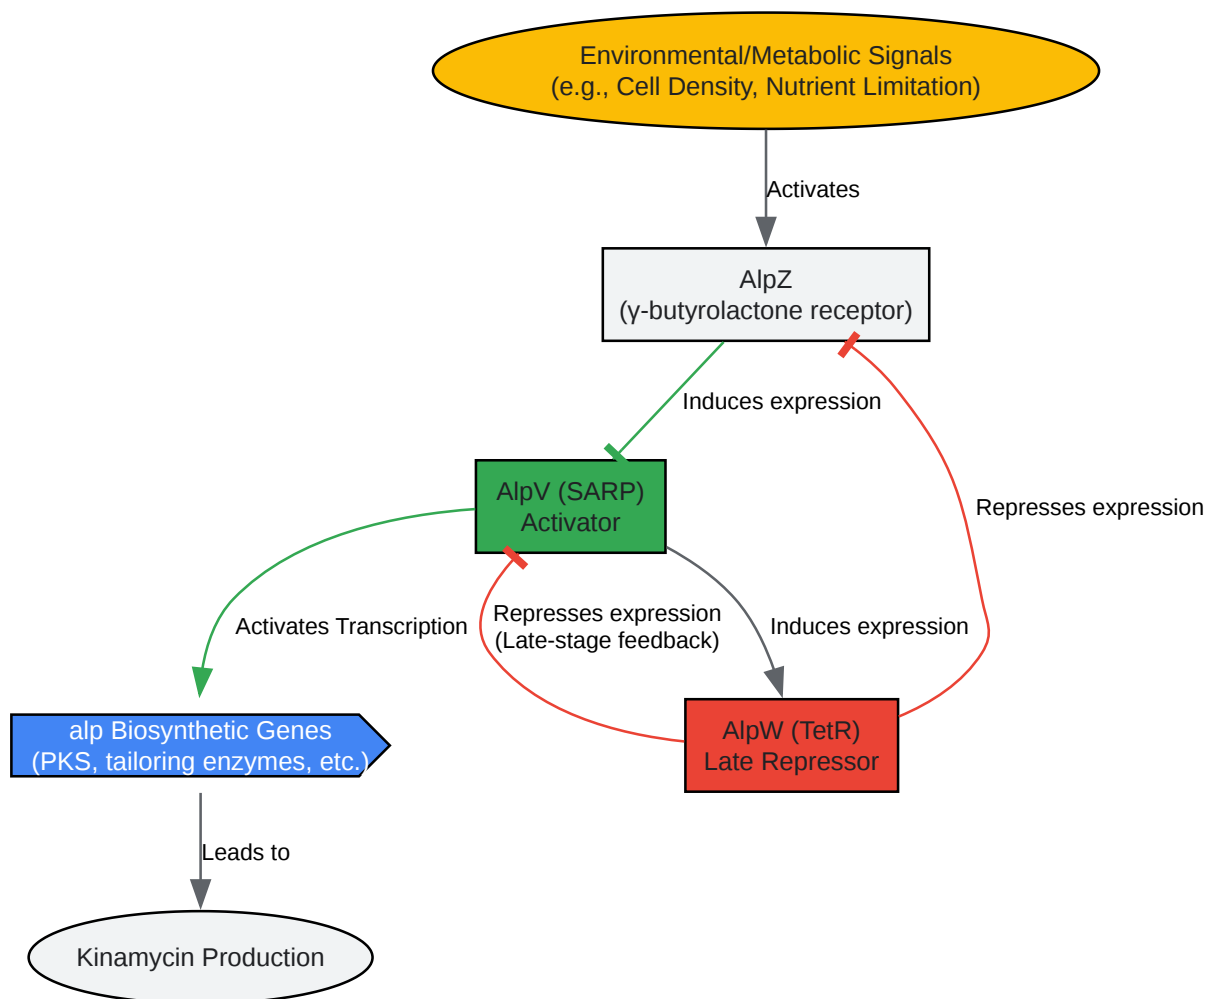 Environmental/Metabolic Signals
(e.g., Cell Density, Nutrient Limitation)
Activates
AlpZ
(γ-butyrolactone receptor)
Induces expression
AlpV (SARP)
Activator
Represses expression
Activates Transcription
Represses expression
(Late-stage feedback)
Induces expression
alp Biosynthetic Genes
(PKS, tailoring enzymes, etc.)
AlpW (TetR)
Late Repressor
Leads to
Kinamycin Production